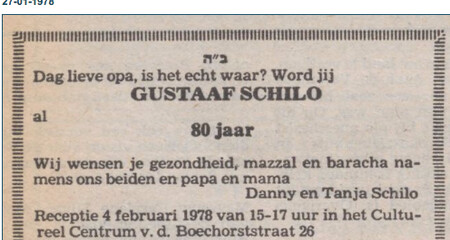 27-01-1978
ב״ה
Dag lieve opa, is het echt waar? Word jij
GUSTAAF SCHILO
al
80 jaar
Wij wensen je gezondheid, mazzal en baracha na-
mens ons beiden en papa en mama
Danny en Tanja Schilo
Receptie 4 februari 1978 van 15-17 uur in het Cultu-
reel Centrum v. d. Boechorststraat 26